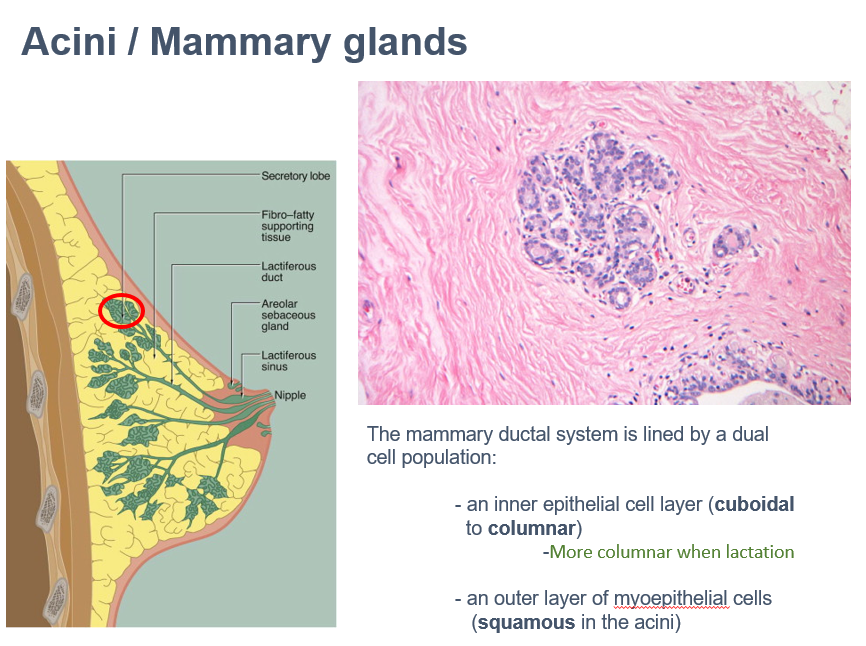 Acini / Mammary glands
Secretory lobe
Fibro–fatty
supporting
tissue
Lactiferous
duct
Areolar
sebaceous
gland
Lactiferous
sinus
Nipple
The mammary ductal system is lined by a dual
cell population:
- an inner epithelial cell layer (cuboidal
to columnar)
-More columnar when lactation
- an outer layer of myoepithelial cells
(squamous in the acini)